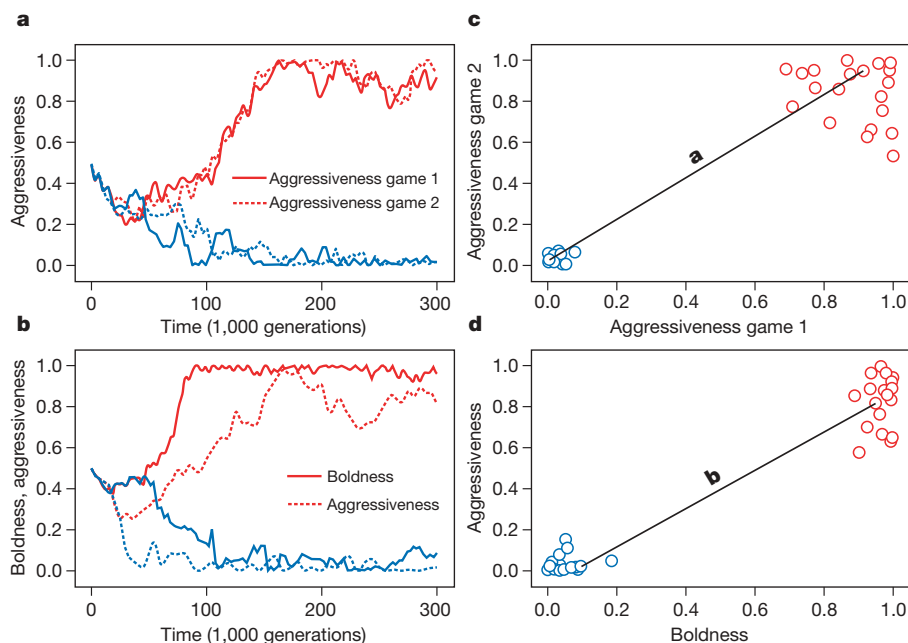 a
Aggressiveness
1.0
0.8
0.6
0.4
0.2
0.0
Aggressiveness game 1
Aggressiveness game 2
0 100 200 300
Time (1,000 generations)
c
Aggressiveness game 2
1.0
0.8
0.6
0.4
0.2
0.0
a
0.0 0.2 0.4 0.6 0.8 1.0
Aggressiveness game 1
b
Boldness, aggressiveness
1.0
0.8
0.6
0.4
0.2
0.0
Boldness
Aggressiveness
0 100 200 300
Time (1,000 generations)
d
Aggressiveness
1.0
0.8
0.6
0.4
0.2
0.0
b
0.0 0.2 0.4 0.6 0.8 1.0
Boldness